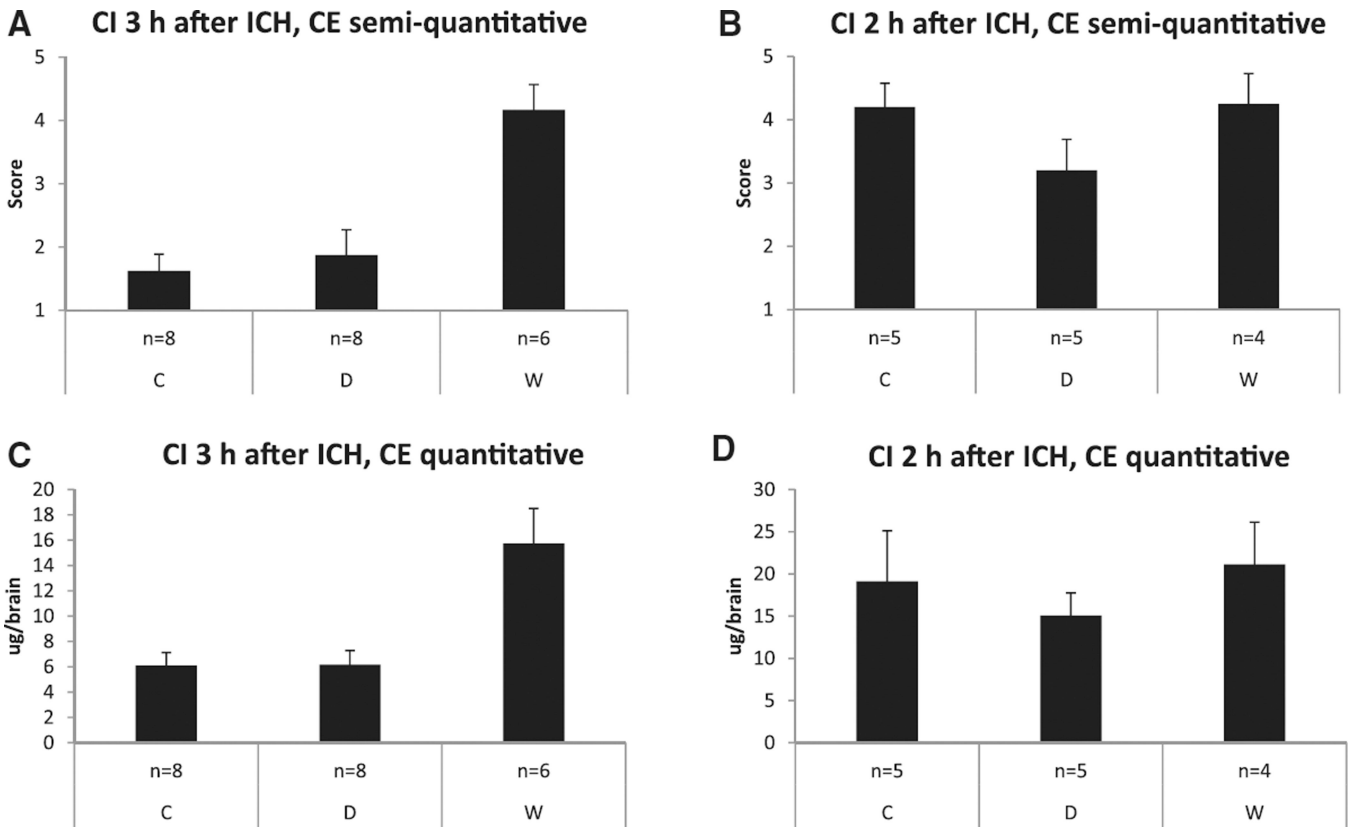 A
CI 3 h after ICH, CE semi-quantitative
5
4
3
2
1
Score
n=8 n=8 n=6
C D W
B
CI 2 h after ICH, CE semi-quantitative
5
4
3
2
1
Score
n=5 n=5 n=4
C D W
C
CI 3 h after ICH, CE quantitative
20
18
16
14
12
10
8
6
4
2
0
ug/brain
n=8 n=8 n=6
C D W
D
CI 2 h after ICH, CE quantitative
30
25
20
15
10
5
0
ug/brain
n=5 n=5 n=4
C D W